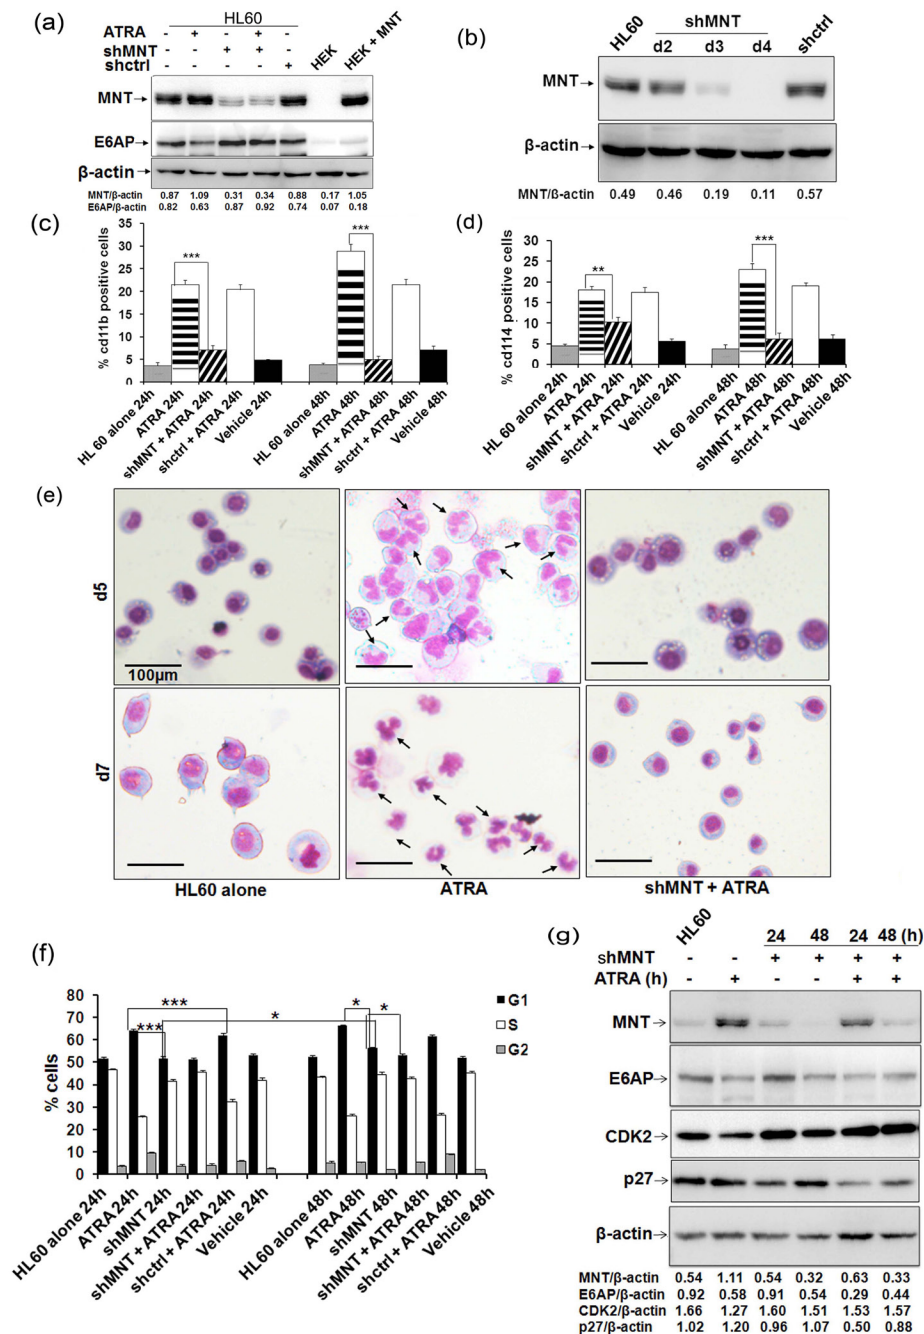 (a)
HL60
ATRA - + - + -
shMNT - - + + -
shctrl - - - - +
HEK
HEK + MNT
MNT
E6AP
β-actin
MNT/β-actin 0.87 1.09 0.31 0.34 0.88 0.17 1.05
E6AP/β-actin 0.82 0.63 0.87 0.92 0.74 0.07 0.18
(b)
HL60
shMNT
shctrl
d2 d3 d4
MNT
β-actin
MNT/ß-actin 0.49 0.46 0.19 0.11 0.57
(c)
% cd11b positive cells
35
30
25
20
15
10
5
0
***
***
HL 60 alone 24h
ATRA 24h
shMNT + ATRA 24h
shctrl + ATRA 24h
Vehicle 24h
HL 60 alone 48h
ATRA 48h
shMNT + ATRA 48h
shctrl + ATRA 48h
Vehicle 48h
(d)
% cd114 positive cells
30
25
20
15
10
5
0
**
***
HL 60 alone 24h
ATRA 24h
shMNT + ATRA 24h
shctrl + ATRA 24h
Vehicle 24h
HL 60 alone 48h
ATRA 48h
shMNT + ATRA 48h
shctrl + ATRA 48h
Vehicle 48h
(e)
d5
100µm
d7
HL60 alone
ATRA
shMNT + ATRA
(f)
% cells
80
70
60
50
40
30
20
10
0
***
***
*
*
*
G1
S
G2
HL60 alone 24h
ATRA 24h
shMNT 24h
shMNT + ATRA 24h
shctrl + ATRA 24h
Vehicle 24h
HL60 alone 48h
ATRA 48h
shMNT 48h
shMNT + ATRA 48h
shctrl + ATRA 48h
Vehicle 48h
(g)
HL60
24 48 24 48 (h)
shMNT - - + + + +
ATRA (h) - + - - + +
MNT
E6AP
CDK2
p27
β-actin
MNT/β-actin 0.54 1.11 0.54 0.32 0.63 0.33
E6AP/β-actin 0.92 0.58 0.91 0.54 0.29 0.44
CDK2/β-actin 1.66 1.27 1.60 1.51 1.53 1.57
p27/β-actin 1.02 1.20 0.96 1.07 0.50 0.88